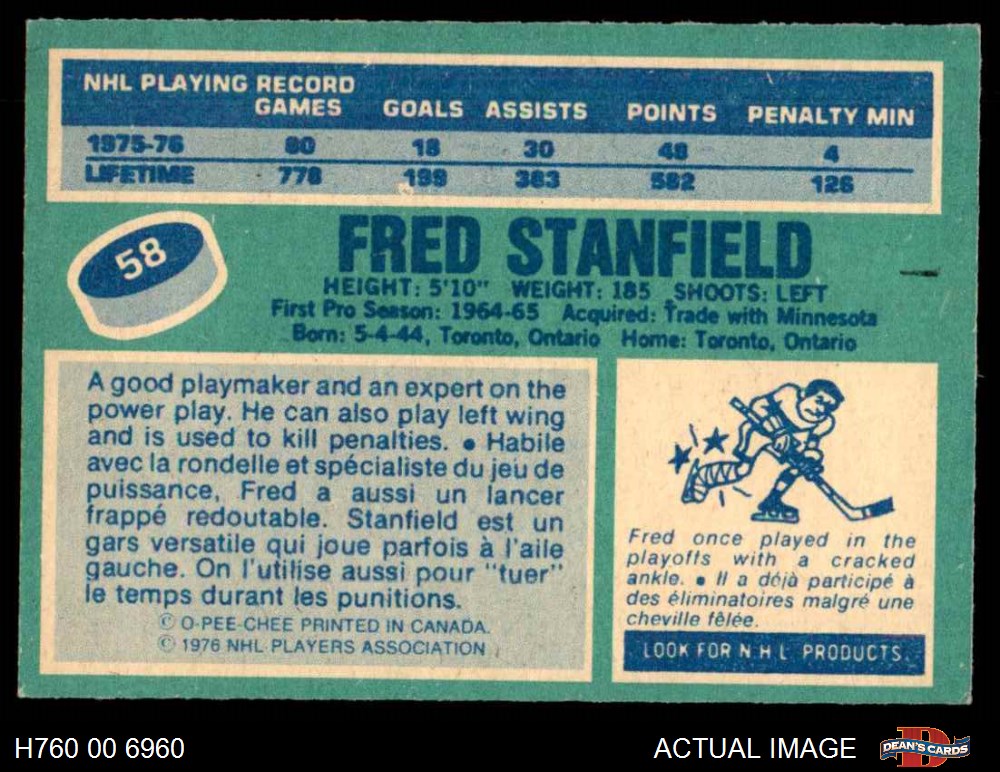 NHL PLAYING RECORD
GAMES GOALS ASSISTS POINTS PENALTY MIN
1975-76 80 18 30 48 4
LIFETIME 778 199 383 582 126
58
FRED STANFIELD
HEIGHT: 5'10" WEIGHT: 185 SHOOTS: LEFT
First Pro Season: 1964-65 Acquired: Trade with Minnesota
Born: 5-4-44, Toronto, Ontario Home: Toronto, Ontario
A good playmaker and an expert on the
power play. He can also play left wing
and is used to kill penalties. ● Habile
avec la rondelle et spécialiste du jeu de
puissance, Fred a aussi un lancer
frappé redoutable. Stanfield est un
gars versatile qui joue parfois à l'aile
gauche. On l'utilise aussi pour "tuer"
le temps durant les punitions.
© O-PEE-CHEE PRINTED IN CANADA.
© 1976 NHL PLAYERS ASSOCIATION
Fred once played in the
playoffs with a cracked
ankle. ● Il a déjà participé à
des éliminatoires malgré une
cheville fêlée.
LOOK FOR N H L PRODUCTS.
H760 00 6960
ACTUAL IMAGE
DEAN'S CARDS